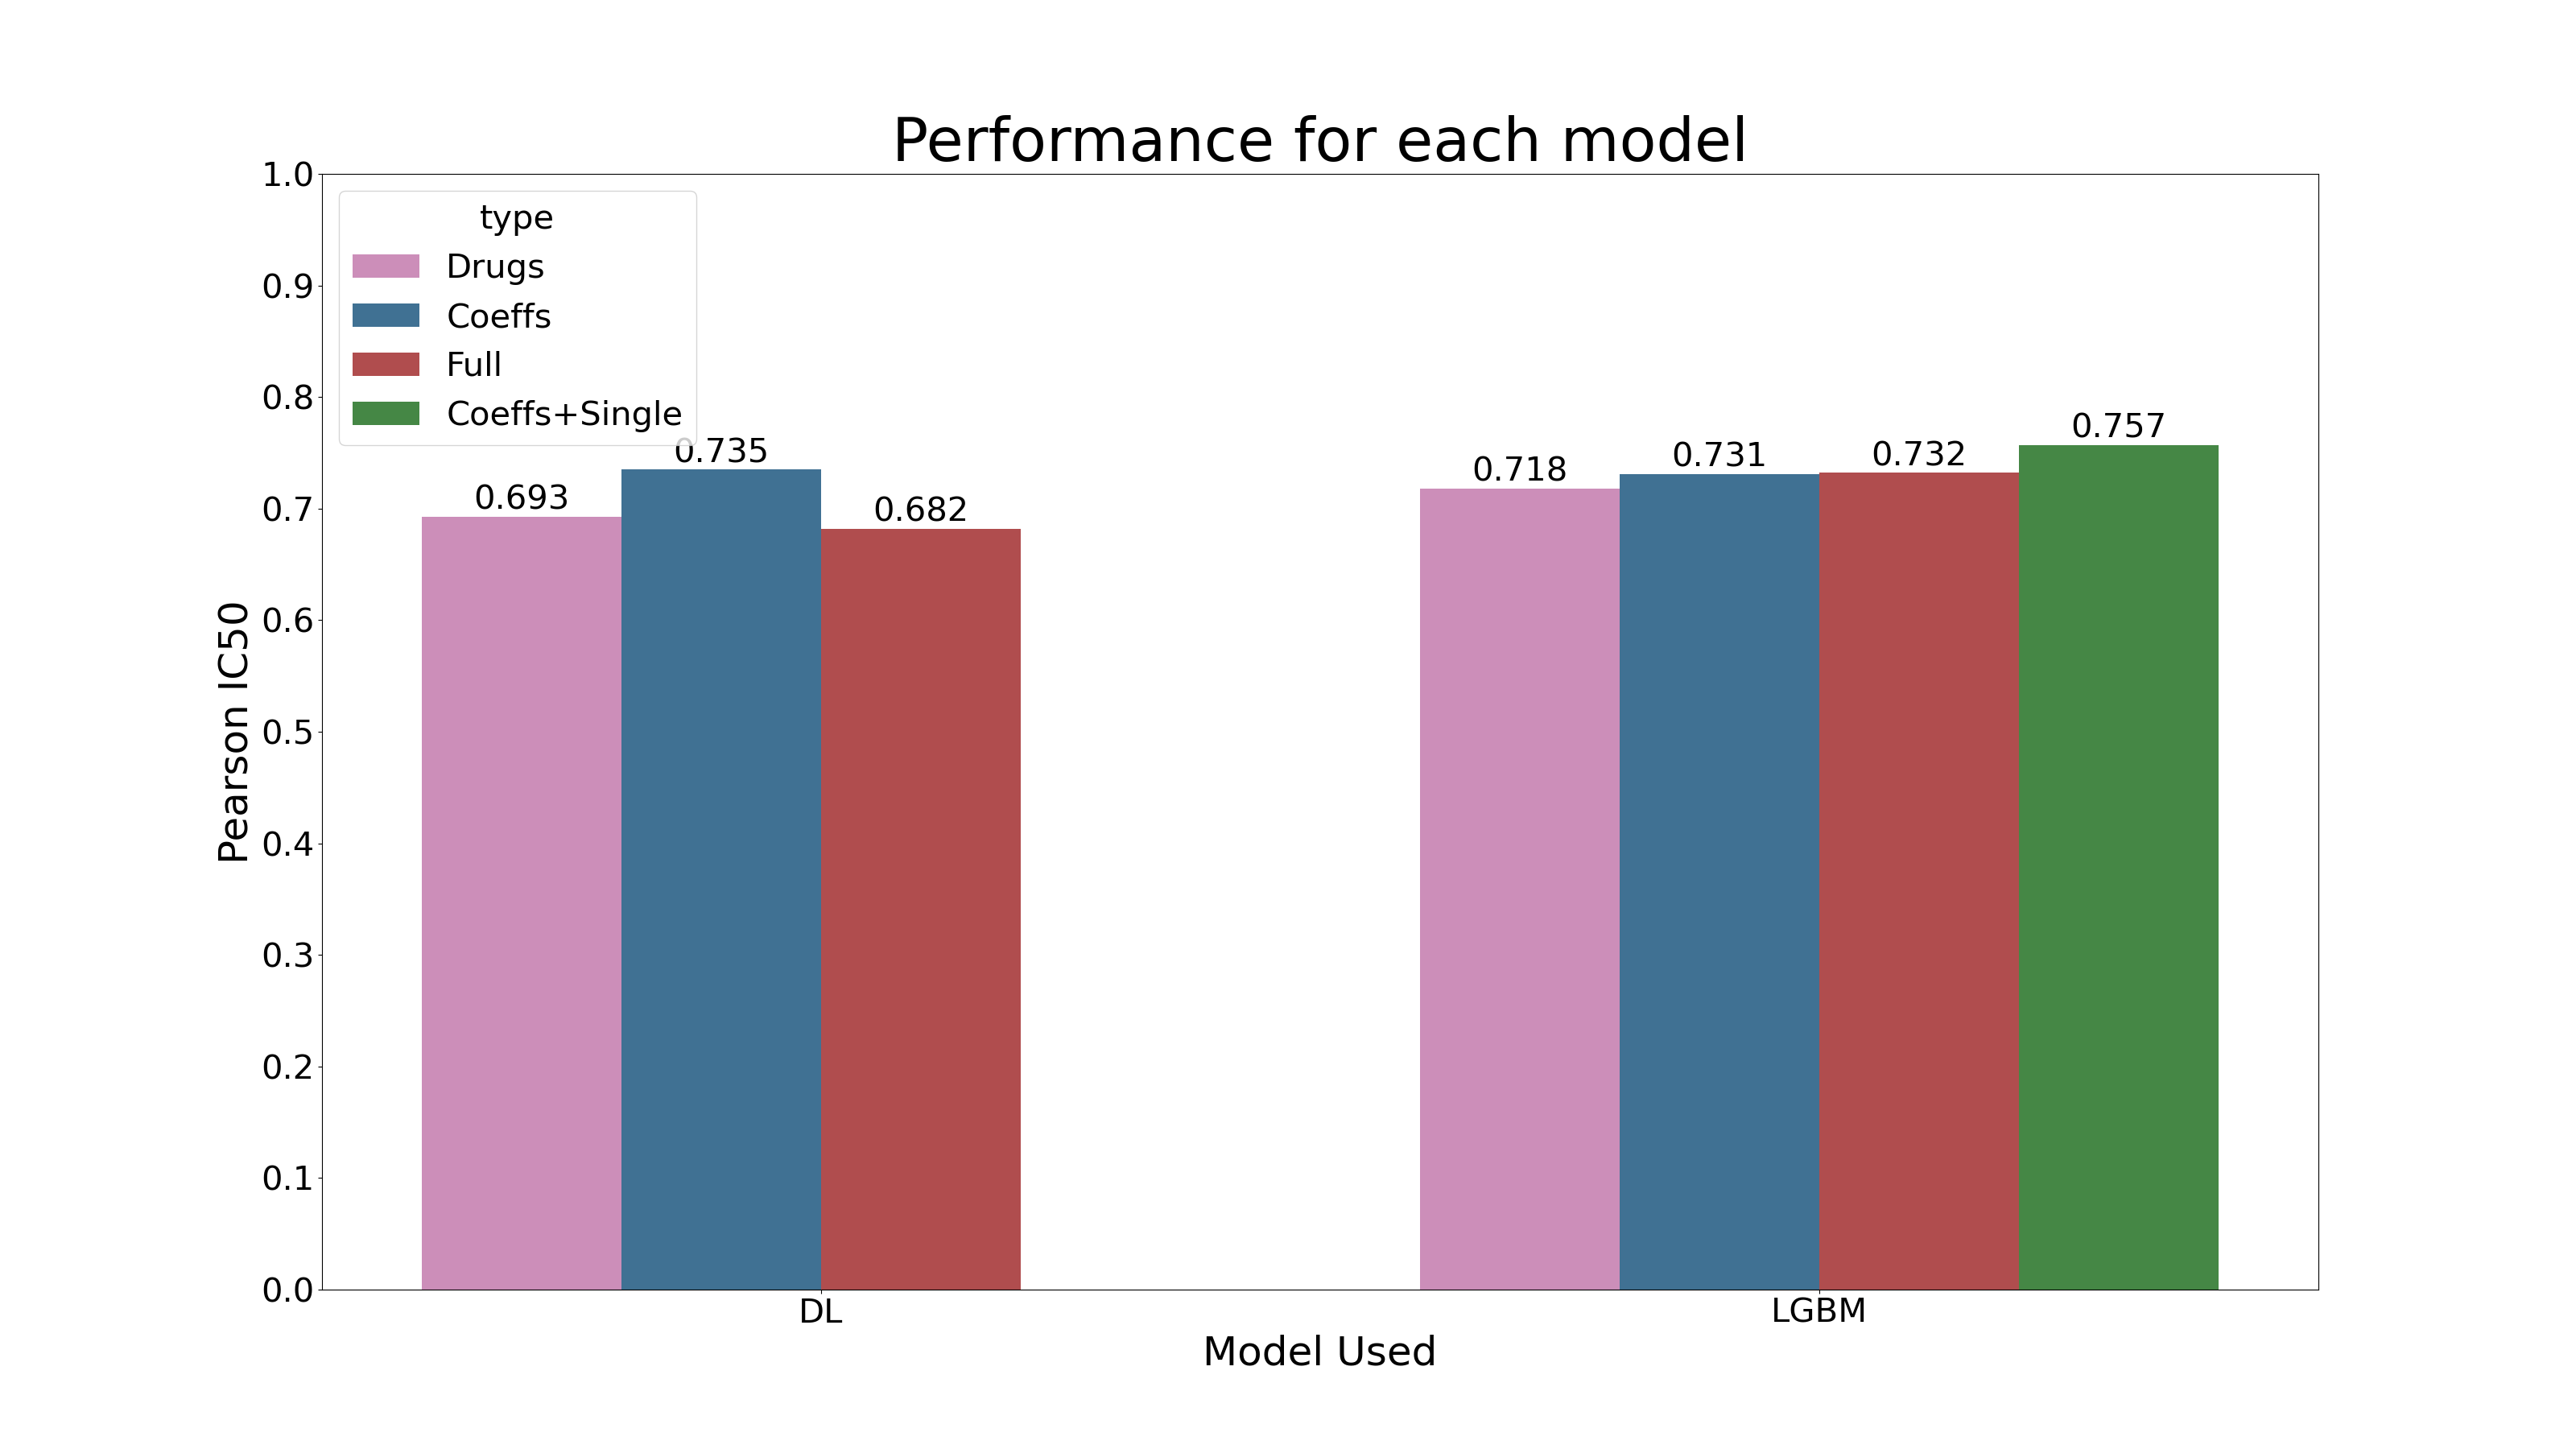 Performance for each model
1.0
0.9
0.8
0.7
0.6
0.5
0.4
0.3
0.2
0.1
0.0
Pearson IC50
type
Drugs
Coeffs
Full
Coeffs+Single
0.693
0.735
0.682
0.718
0.731
0.732
0.757
DL
LGBM
Model Used